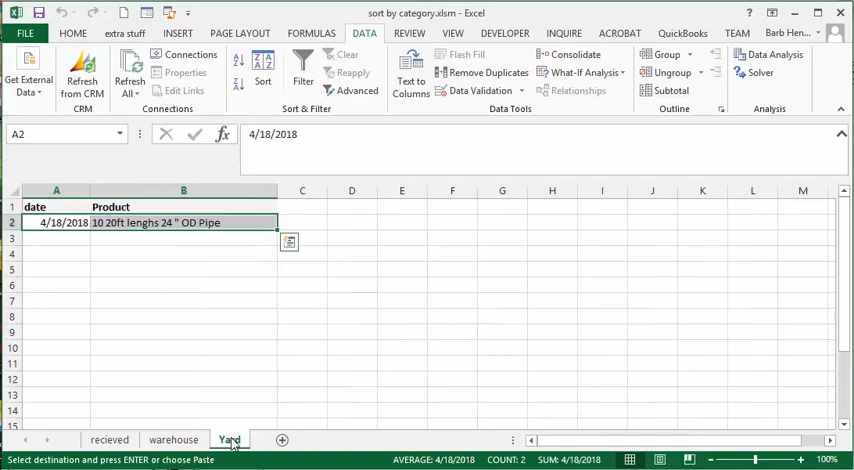 sort by category.xlsm - Excel
FILE HOME extra stuff INSERT PAGE LAYOUT FORMULAS DATA REVIEW VIEW DEVELOPER INQUIRE ACROBAT QuickBooks TEAM Barb Hen...
Get External Data
Refresh from CRM
CRM
Refresh All
Connections
Properties
Edit Links
Connections
Sort
Filter
Clear
Reapply
Advanced
Sort & Filter
Text to Columns
Flash Fill
Remove Duplicates
Data Validation
Consolidate
What-If Analysis
Relationships
Data Tools
Group
Ungroup
Subtotal
Outline
Data Analysis
Solver
Analysis
A2 fx 4/18/2018
A B C D E F G H I J K L M
1 date Product
2 4/18/2018 10 20ft lenghs 24 " OD Pipe
3
4
5
6
7
8
9
10
11
12
13
14
15
recieved warehouse Yard
Select destination and press ENTER or choose Paste AVERAGE: 4/18/2018 COUNT: 2 SUM: 4/18/2018 100%